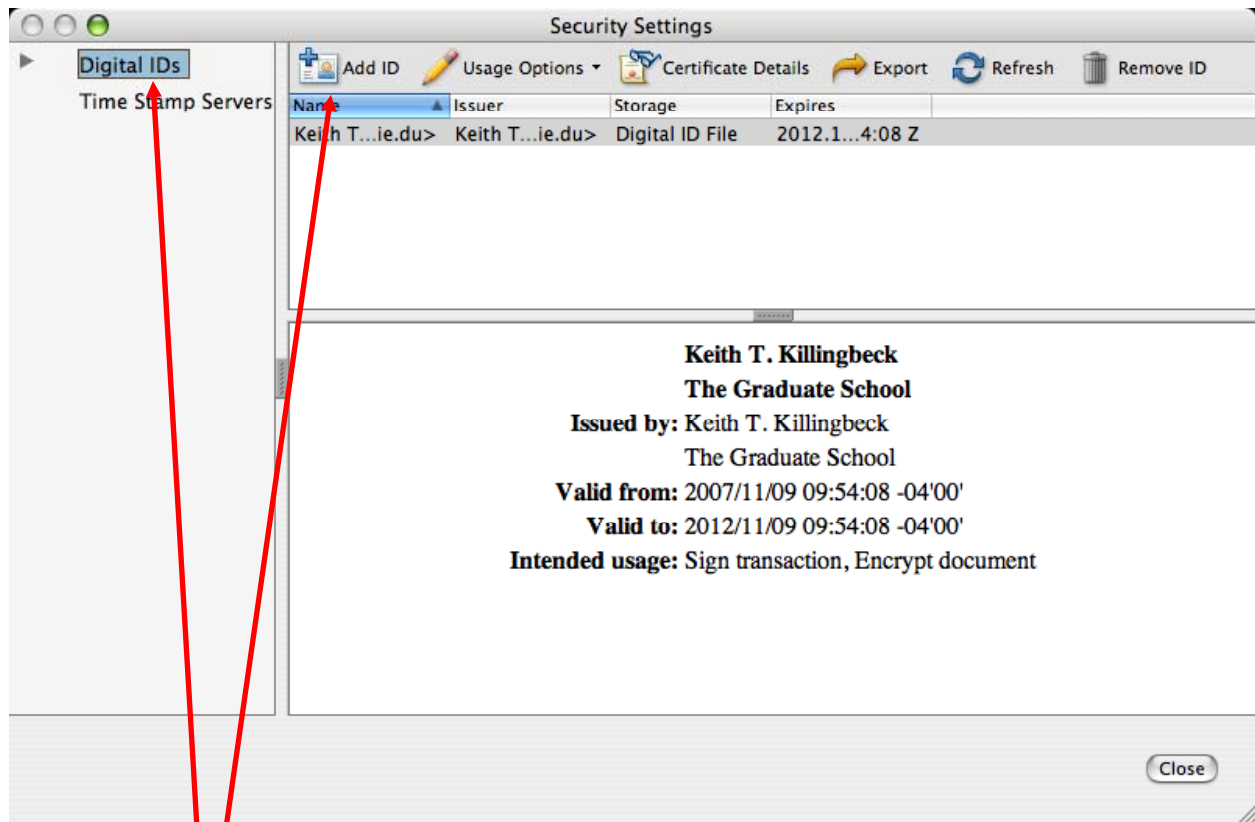 Security Settings
Digital IDs
Time Stamp Servers
Add ID Usage Options Certificate Details Export Refresh Remove ID
Name Issuer Storage Expires
Keith T...ie.du> Keith T...ie.du> Digital ID File 2012.1...4:08 Z
Keith T. Killingbeck
The Graduate School
Issued by: Keith T. Killingbeck
The Graduate School
Valid from: 2007/11/09 09:54:08 -04'00'
Valid to: 2012/11/09 09:54:08 -04'00'
Intended usage: Sign transaction, Encrypt document
Close